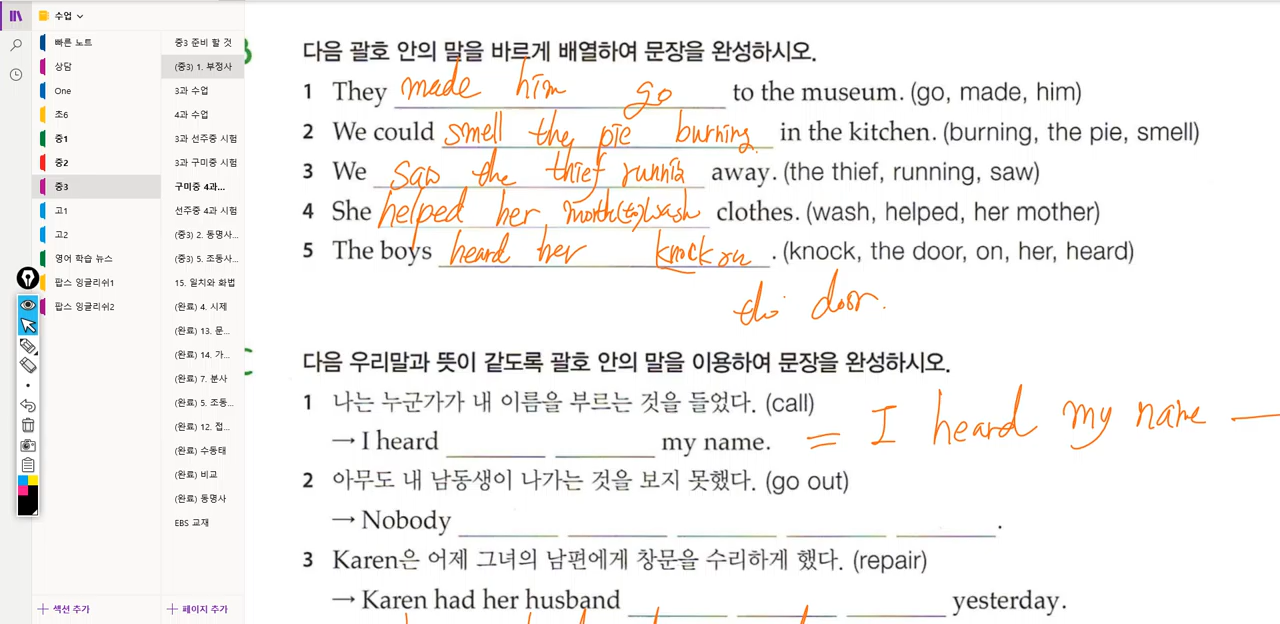 수업
빠른 노트
상담
One
초6
중1
중2
중3
고1
고2
영어 학습 뉴스
팝스 잉글리쉬1
팝스 잉글리쉬2
섹션 추가
중3 준비 할 것
(중3) 1. 부정사
3과 수업
4과 수업
3과 선주중 시험
3과 구미중 시험
구미중 4과...
선주중 4과 시험
(중3) 2. 동명사...
(중3) 5. 조동사...
15. 일치와 화법
(완료) 4. 시제
(완료) 13. 문...
(완료) 14. 가...
(완료) 7. 분사
(완료) 5. 조동...
(완료) 12. 접...
(완료) 수동태
(완료) 비교
(완료) 동명사
EBS 교재
페이지 추가
다음 괄호 안의 말을 바르게 배열하여 문장을 완성하시오.
1 They made him go to the museum. (go, made, him)
2 We could smell the pie burning in the kitchen. (burning, the pie, smell)
3 We saw the thief away. (the thief, running, saw)
4 She helped her (to) wash clothes. (wash, helped, her mother)
5 The boys heard her knock on . (knock, the door, on, her, heard)
door.
C
다음 우리말과 뜻이 같도록 괄호 안의 말을 이용하여 문장을 완성하시오.
1 나는 누군가가 내 이름을 부르는 것을 들었다. (call)
→ I heard my name. = I heard my name
2 아무도 내 남동생이 나가는 것을 보지 못했다. (go out)
→ Nobody .
3 Karen은 어제 그녀의 남편에게 창문을 수리하게 했다. (repair)
→ Karen had her husband yesterday.